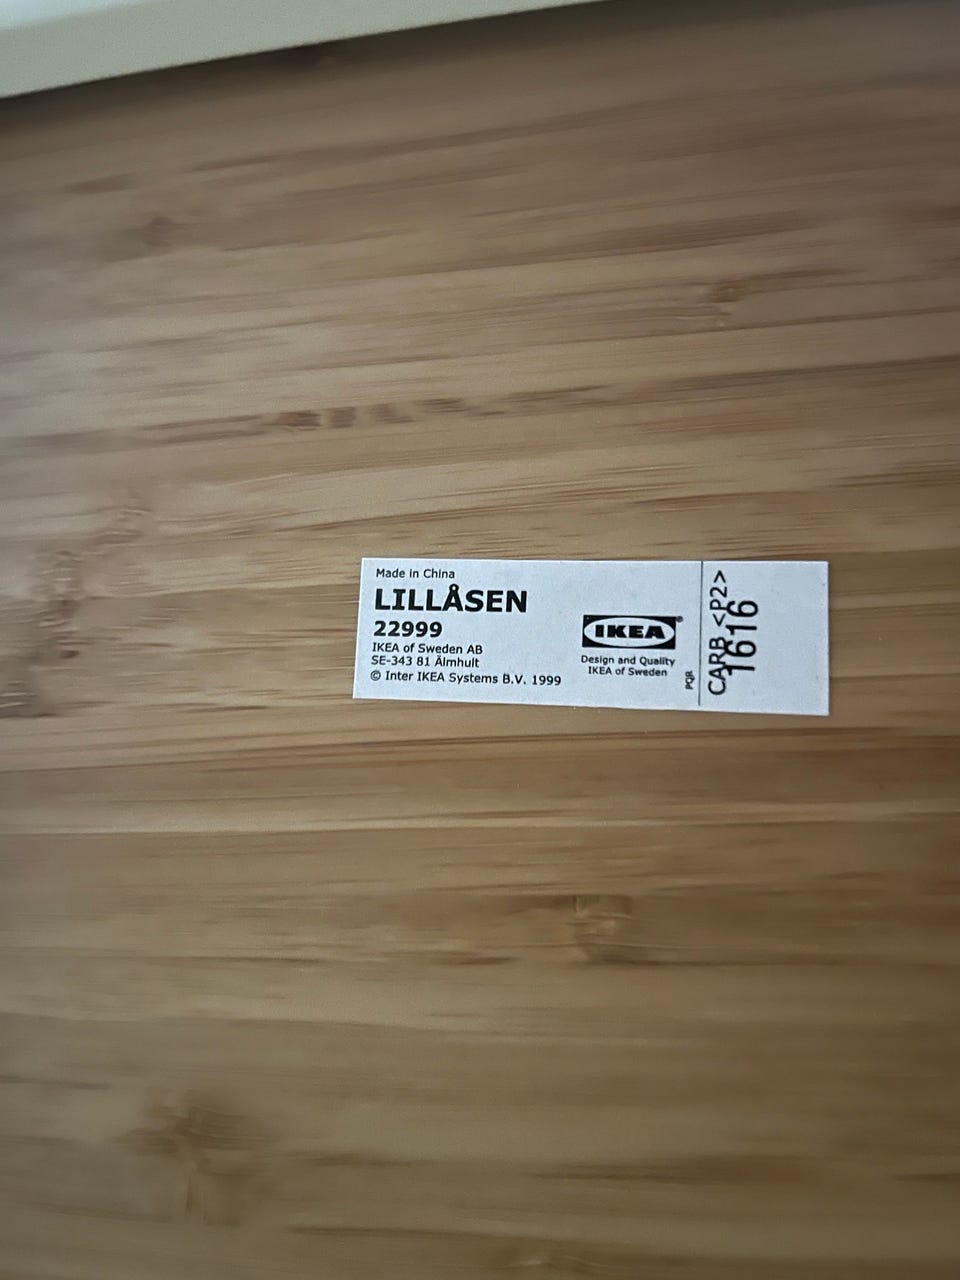 Made in China
LILLÅSEN
22999
IKEA of Sweden AB
SE-343 81 Älmhult
© Inter IKEA Systems B.V. 1999
IKEA®
Design and Quality
IKEA of Sweden
PQR
CARB <P2>
1616